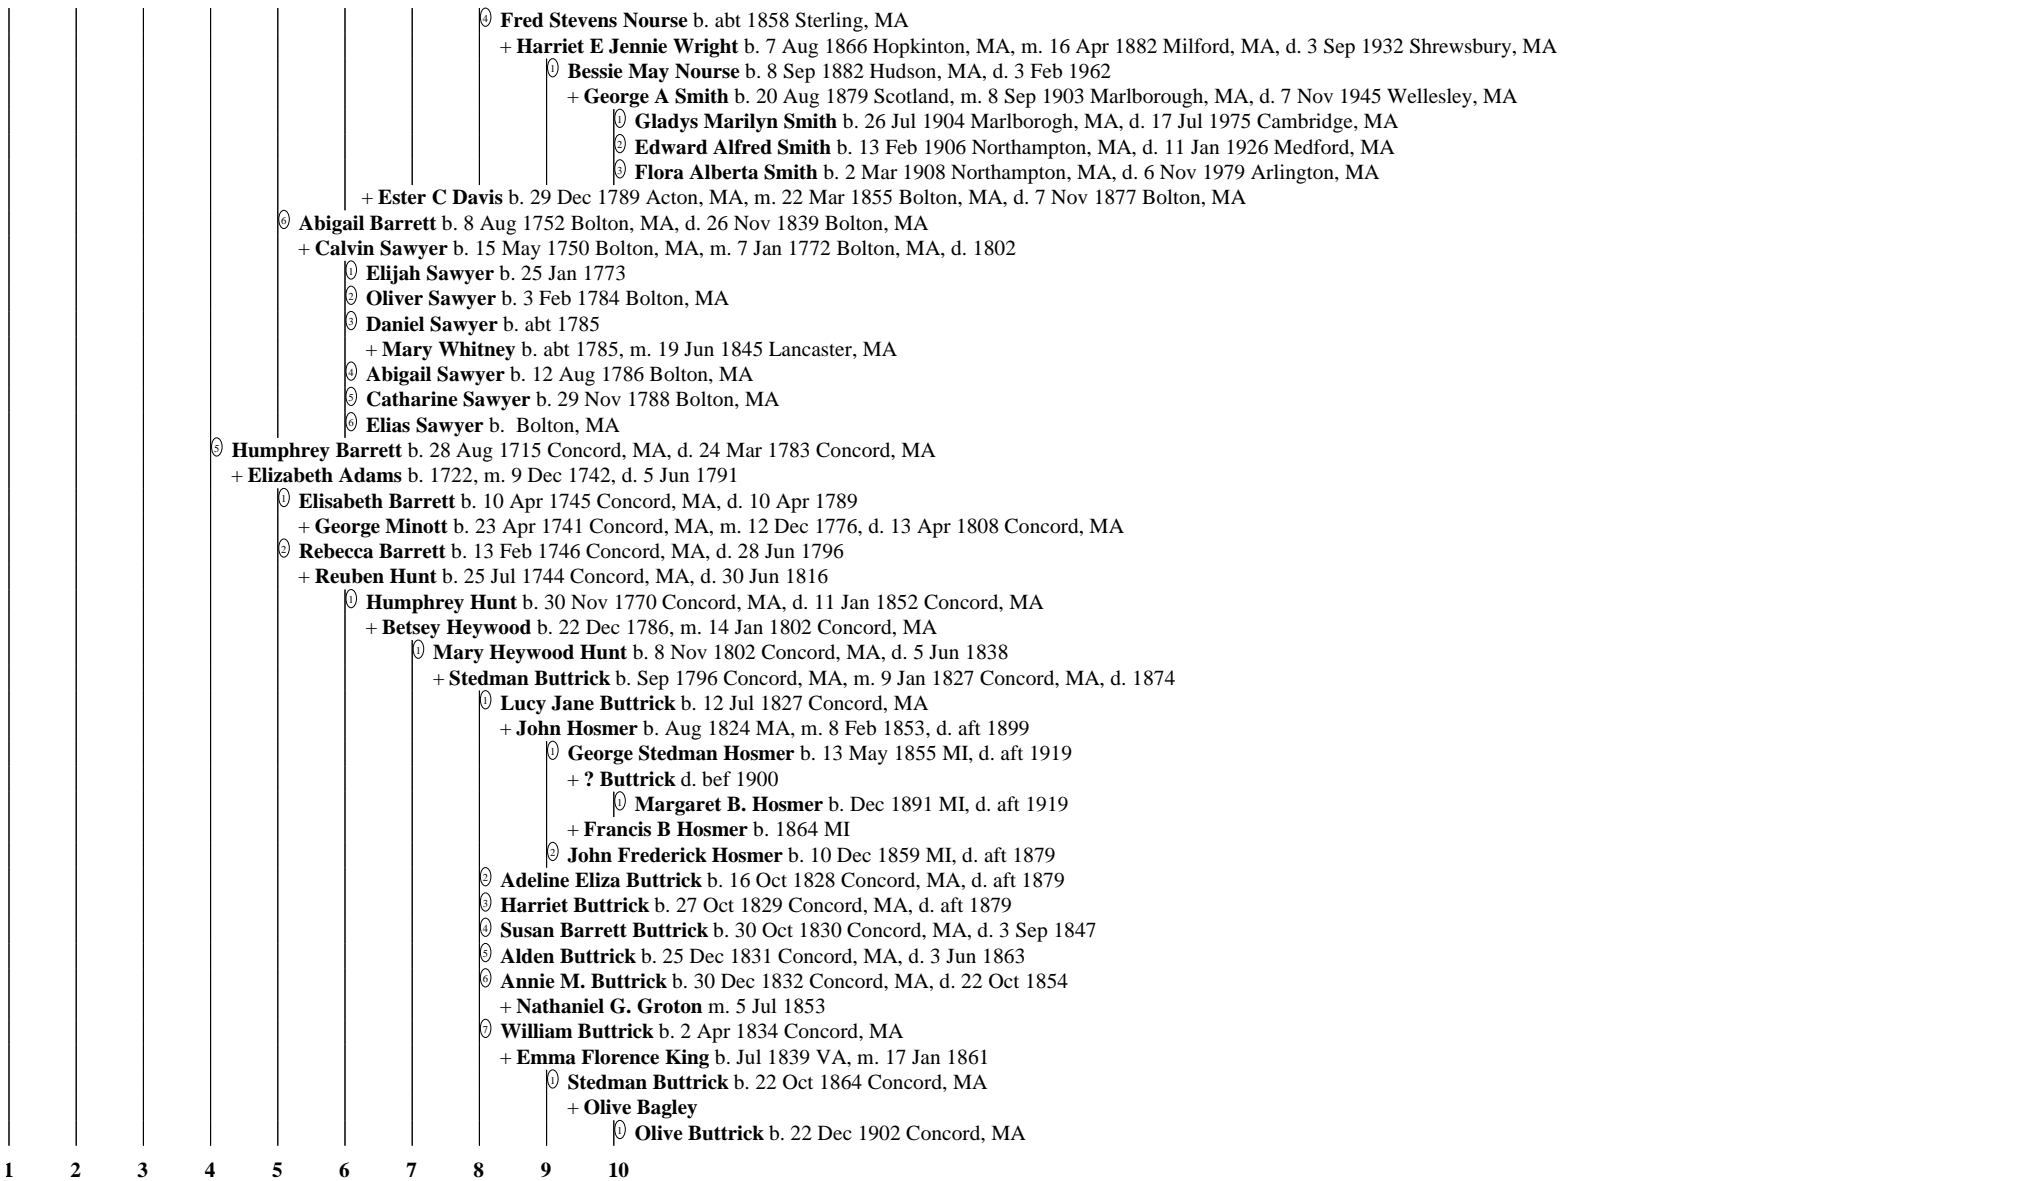 ④ Fred Stevens Nourse b. abt 1858 Sterling, MA
+ Harriet E Jennie Wright b. 7 Aug 1866 Hopkinton, MA, m. 16 Apr 1882 Milford, MA, d. 3 Sep 1932 Shrewsbury, MA
① Bessie May Nourse b. 8 Sep 1882 Hudson, MA, d. 3 Feb 1962
+ George A Smith b. 20 Aug 1879 Scotland, m. 8 Sep 1903 Marlborough, MA, d. 7 Nov 1945 Wellesley, MA
① Gladys Marilyn Smith b. 26 Jul 1904 Marlborogh, MA, d. 17 Jul 1975 Cambridge, MA
② Edward Alfred Smith b. 13 Feb 1906 Northampton, MA, d. 11 Jan 1926 Medford, MA
③ Flora Alberta Smith b. 2 Mar 1908 Northampton, MA, d. 6 Nov 1979 Arlington, MA
+ Ester C Davis b. 29 Dec 1789 Acton, MA, m. 22 Mar 1855 Bolton, MA, d. 7 Nov 1877 Bolton, MA
⑥ Abigail Barrett b. 8 Aug 1752 Bolton, MA, d. 26 Nov 1839 Bolton, MA
+ Calvin Sawyer b. 15 May 1750 Bolton, MA, m. 7 Jan 1772 Bolton, MA, d. 1802
① Elijah Sawyer b. 25 Jan 1773
② Oliver Sawyer b. 3 Feb 1784 Bolton, MA
③ Daniel Sawyer b. abt 1785
+ Mary Whitney b. abt 1785, m. 19 Jun 1845 Lancaster, MA
④ Abigail Sawyer b. 12 Aug 1786 Bolton, MA
⑤ Catharine Sawyer b. 29 Nov 1788 Bolton, MA
⑥ Elias Sawyer b. Bolton, MA
⑤ Humphrey Barrett b. 28 Aug 1715 Concord, MA, d. 24 Mar 1783 Concord, MA
+ Elizabeth Adams b. 1722, m. 9 Dec 1742, d. 5 Jun 1791
① Elisabeth Barrett b. 10 Apr 1745 Concord, MA, d. 10 Apr 1789
+ George Minott b. 23 Apr 1741 Concord, MA, m. 12 Dec 1776, d. 13 Apr 1808 Concord, MA
② Rebecca Barrett b. 13 Feb 1746 Concord, MA, d. 28 Jun 1796
+ Reuben Hunt b. 25 Jul 1744 Concord, MA, d. 30 Jun 1816
① Humphrey Hunt b. 30 Nov 1770 Concord, MA, d. 11 Jan 1852 Concord, MA
+ Betsey Heywood b. 22 Dec 1786, m. 14 Jan 1802 Concord, MA
① Mary Heywood Hunt b. 8 Nov 1802 Concord, MA, d. 5 Jun 1838
+ Stedman Buttrick b. Sep 1796 Concord, MA, m. 9 Jan 1827 Concord, MA, d. 1874
① Lucy Jane Buttrick b. 12 Jul 1827 Concord, MA
+ John Hosmer b. Aug 1824 MA, m. 8 Feb 1853, d. aft 1899
① George Stedman Hosmer b. 13 May 1855 MI, d. aft 1919
+ ? Buttrick d. bef 1900
① Margaret B. Hosmer b. Dec 1891 MI, d. aft 1919
+ Francis B Hosmer b. 1864 MI
② John Frederick Hosmer b. 10 Dec 1859 MI, d. aft 1879
② Adeline Eliza Buttrick b. 16 Oct 1828 Concord, MA, d. aft 1879
③ Harriet Buttrick b. 27 Oct 1829 Concord, MA, d. aft 1879
④ Susan Barrett Buttrick b. 30 Oct 1830 Concord, MA, d. 3 Sep 1847
⑤ Alden Buttrick b. 25 Dec 1831 Concord, MA, d. 3 Jun 1863
⑥ Annie M. Buttrick b. 30 Dec 1832 Concord, MA, d. 22 Oct 1854
+ Nathaniel G. Groton m. 5 Jul 1853
⑦ William Buttrick b. 2 Apr 1834 Concord, MA
+ Emma Florence King b. Jul 1839 VA, m. 17 Jan 1861
① Stedman Buttrick b. 22 Oct 1864 Concord, MA
+ Olive Bagley
① Olive Buttrick b. 22 Dec 1902 Concord, MA
1 2 3 4 5 6 7 8 9 10